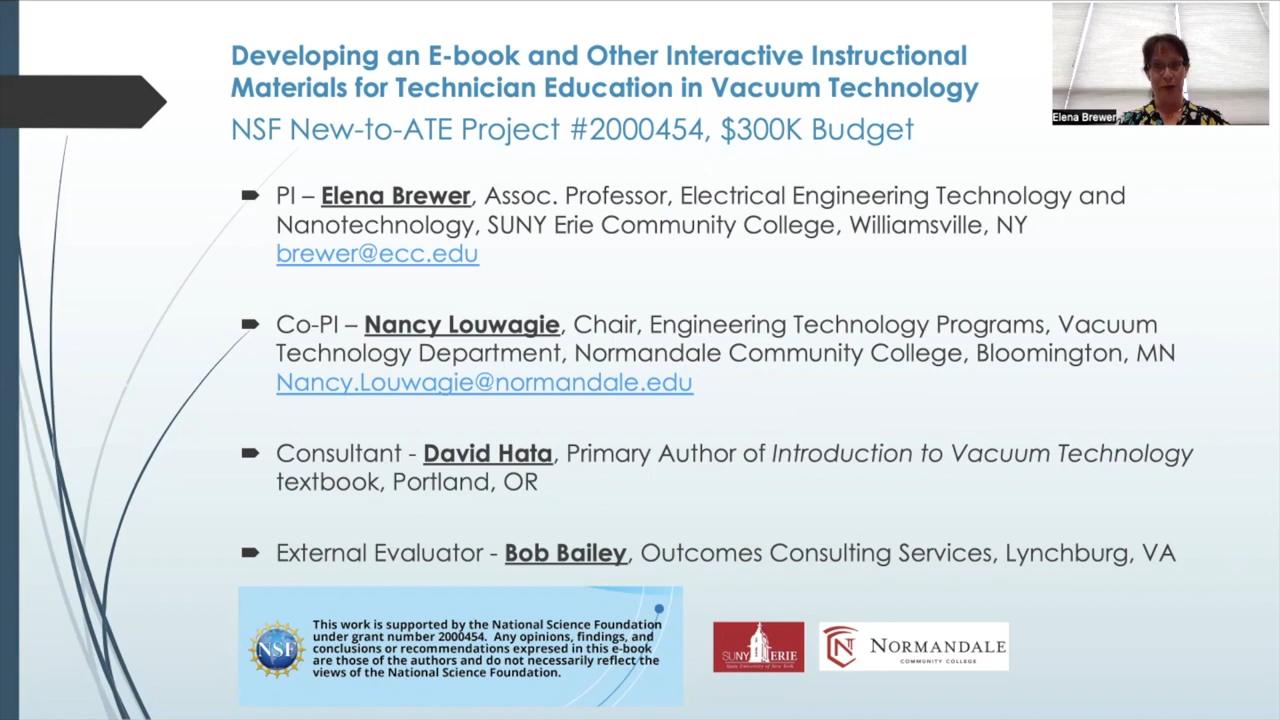 Developing an E-book and Other Interactive Instructional
Materials for Technician Education in Vacuum Technology
NSF New-to-ATE Project #2000454, $300K Budget
Elena Brewer
PI – Elena Brewer, Assoc. Professor, Electrical Engineering Technology and
Nanotechnology, SUNY Erie Community College, Williamsville, NY
brewer@ecc.edu
Co-PI – Nancy Louwagie, Chair, Engineering Technology Programs, Vacuum
Technology Department, Normandale Community College, Bloomington, MN
Nancy.Louwagie@normandale.edu
Consultant - David Hata, Primary Author of Introduction to Vacuum Technology
textbook, Portland, OR
External Evaluator - Bob Bailey, Outcomes Consulting Services, Lynchburg, VA
NSF
This work is supported by the National Science Foundation
under grant number 2000454. Any opinions, findings, and
conclusions or recommendations expresed in this e-book
are those of the authors and do not necessarily reflect the
views of the National Science Foundation.
SUNY ERIE
State University of New York
N
NORMANDALE
COMMUNITY COLLEGE